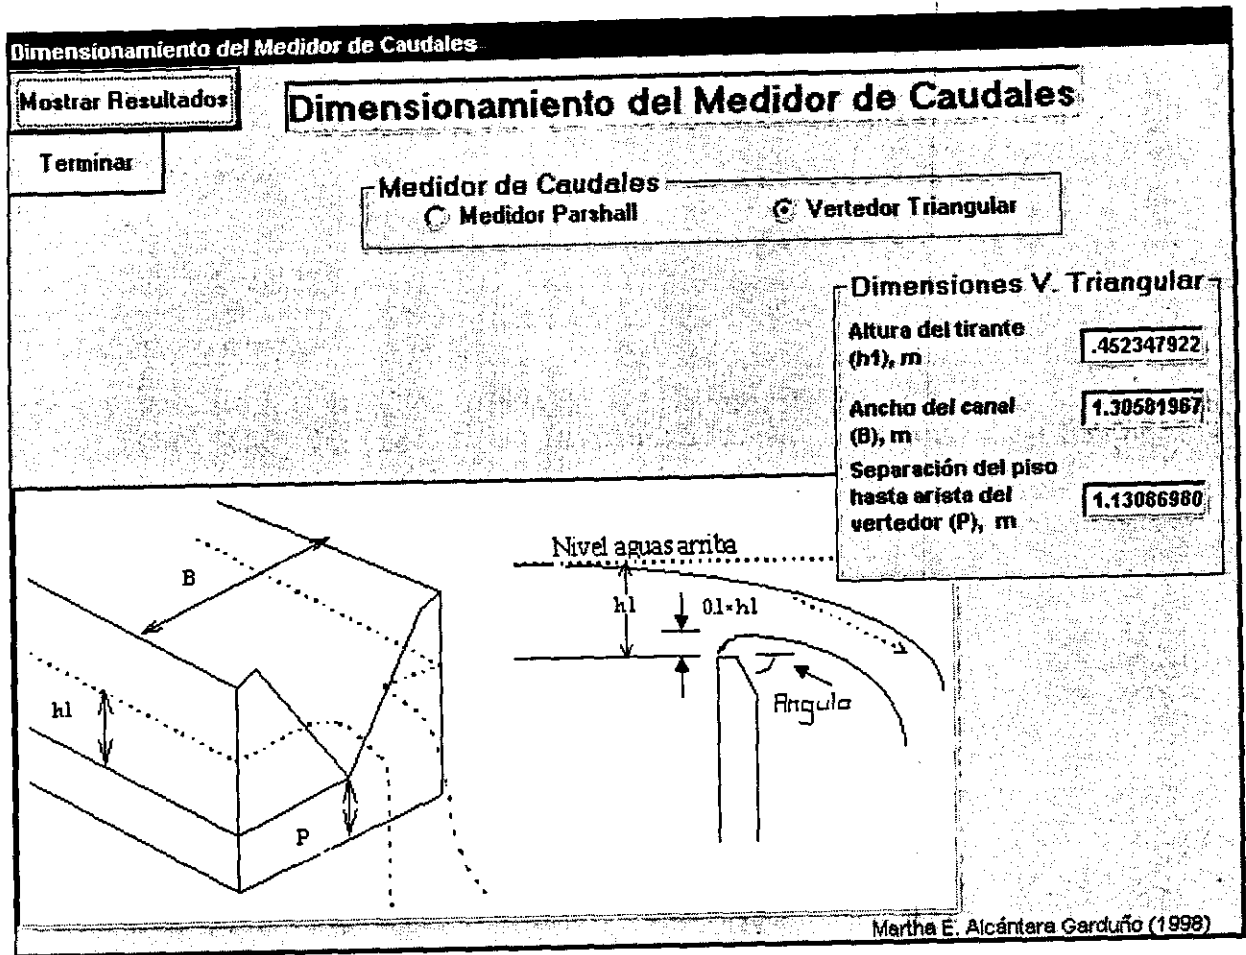 Dimensionamiento del Medidor de Caudales
Mostrar Resultados
Terminar
Dimensionamiento del Medidor de Caudales
Medidor de Caudales
Medidor Parshall
Vertedor Triangular
Dimensiones V. Triangular
Altura del tirante
(h1), m
.452347922
Ancho del canal
(B), m
1.30581967
Separación del piso
hasta arista del
vertedor (P), m
1.13086980
B
h1
P
Nivel aguas arriba
h1
0.1*h1
Angulo
Martha E. Alcántara Garduño (1998)